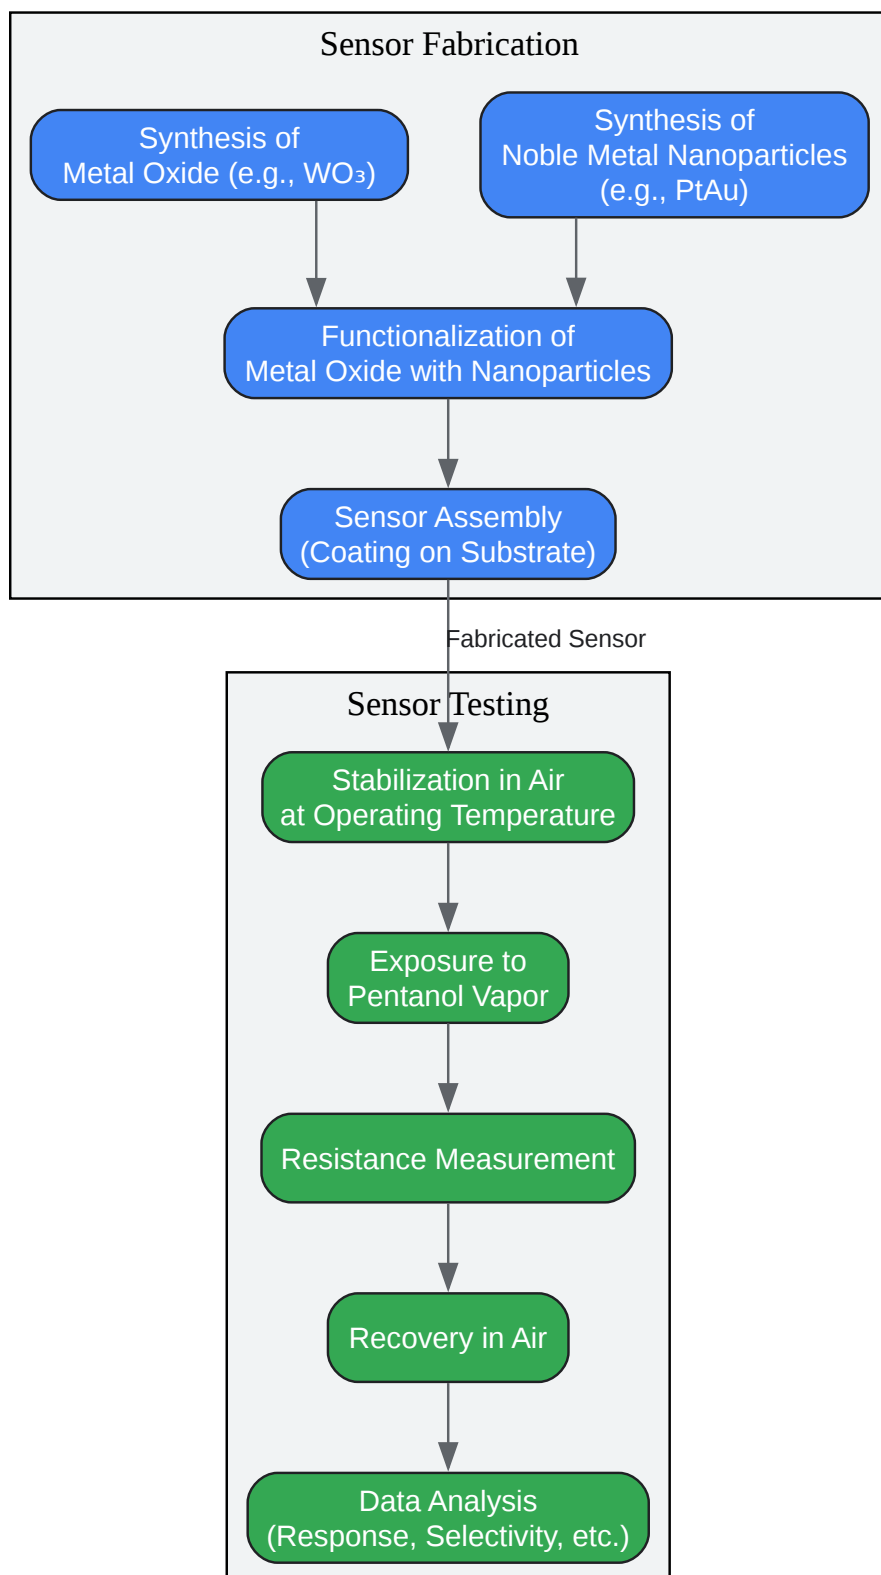 Sensor Fabrication
Synthesis of
Metal Oxide (e.g., WO₃)
Synthesis of
Noble Metal Nanoparticles
(e.g., PtAu)
Functionalization of
Metal Oxide with Nanoparticles
Sensor Assembly
(Coating on Substrate)
Fabricated Sensor
Sensor Testing
Stabilization in Air
at Operating Temperature
Exposure to
Pentanol Vapor
Resistance Measurement
Recovery in Air
Data Analysis
(Response, Selectivity, etc.)